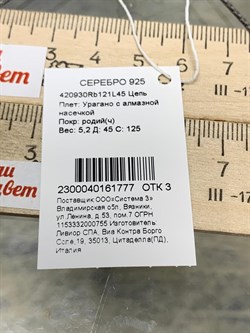 СЕРЕБРО 925
420930Rb121L45 Цепь
Плет: Урагано с алмазной
насечкой
Покр: родий(ч)
Вес: 5,2 Д: 45 С: 125
2300040161777 ОТК 3
Поставщик:ООО«Система 3»
Владимирская обл, Вязники,
ул.Ленина, д.53, пом.7 ОГРН
1153332000755 Изготовитель:
Ливиор СПА, Виа Контра Борго
19, 35013, Цитаделла(ПД),
Италия